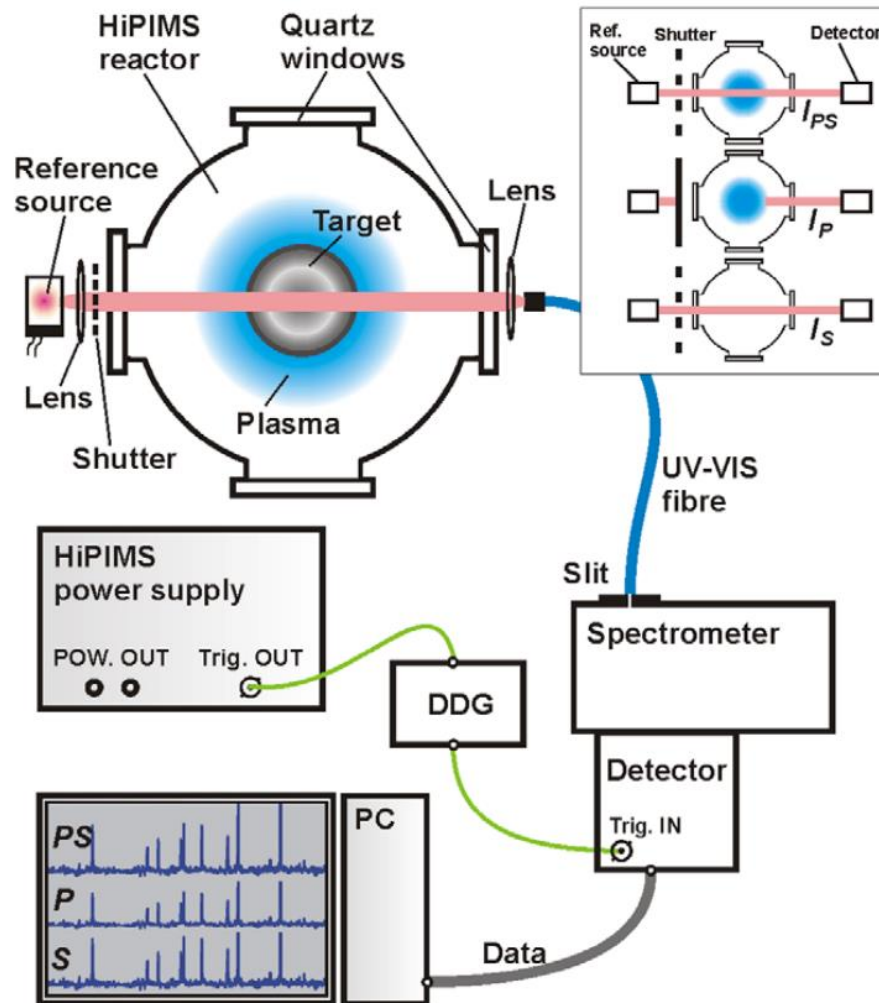 HiPIMS
reactor
Quartz
windows
Reference
source
Target
Lens
Lens
Shutter
Plasma
Ref.
source
Shutter
Detector
I_PS
I_P
I_S
UV-VIS
fibre
HiPIMS
power supply
POW. OUT
Trig. OUT
DDG
Slit
Spectrometer
Detector
Trig. IN
PS
P
S
PC
Data